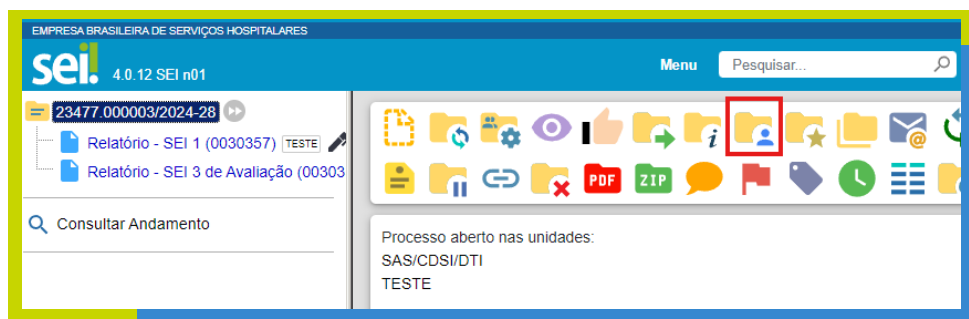 EMPRESA BRASILEIRA DE SERVIÇOS HOSPITALARES
sei!
4.0.12 SEI n01
Menu
Pesquisar...
23477.000003/2024-28
Relatório - SEI 1 (0030357) TESTE
Relatório - SEI 3 de Avaliação (00303
Consultar Andamento
PDF ZIP
Processo aberto nas unidades:
SAS/CDSI/DTI
TESTE